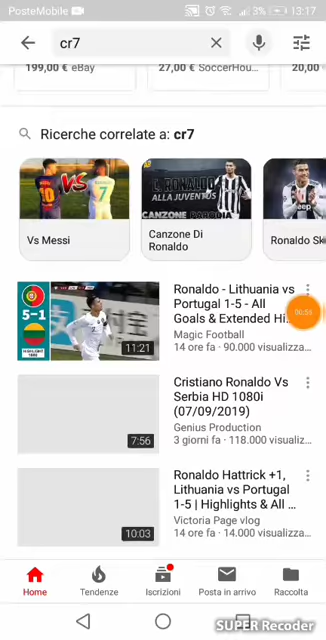 PosteMobile 3% 13:17
cr7
199,00 € eBay
27,00 € SoccerHou...
20,00
Ricerche correlate a: cr7
VS
Vs Messi
L. RONALDO
ALLA JUVENTUS
CANZONE PARODIA
Canzone Di
Ronaldo
Ronaldo Ski
5-1
11:21
Ronaldo - Lithuania vs
Portugal 1-5 - All
Goals & Extended Hi...
Magic Football
14 ore fa · 90.000 visualizza...
00:56
7:56
Cristiano Ronaldo Vs
Serbia HD 1080i
(07/09/2019)
Genius Production
3 giorni fa · 118.000 visualiz...
10:03
Ronaldo Hattrick +1,
Lithuania vs Portugal
1-5 | Highlights & All ...
Victoria Page vlog
14 ore fa · 14.000 visualizza...
Home
Tendenze
Iscrizioni
Posta in arrivo
Raccolta
SUPER Recoder